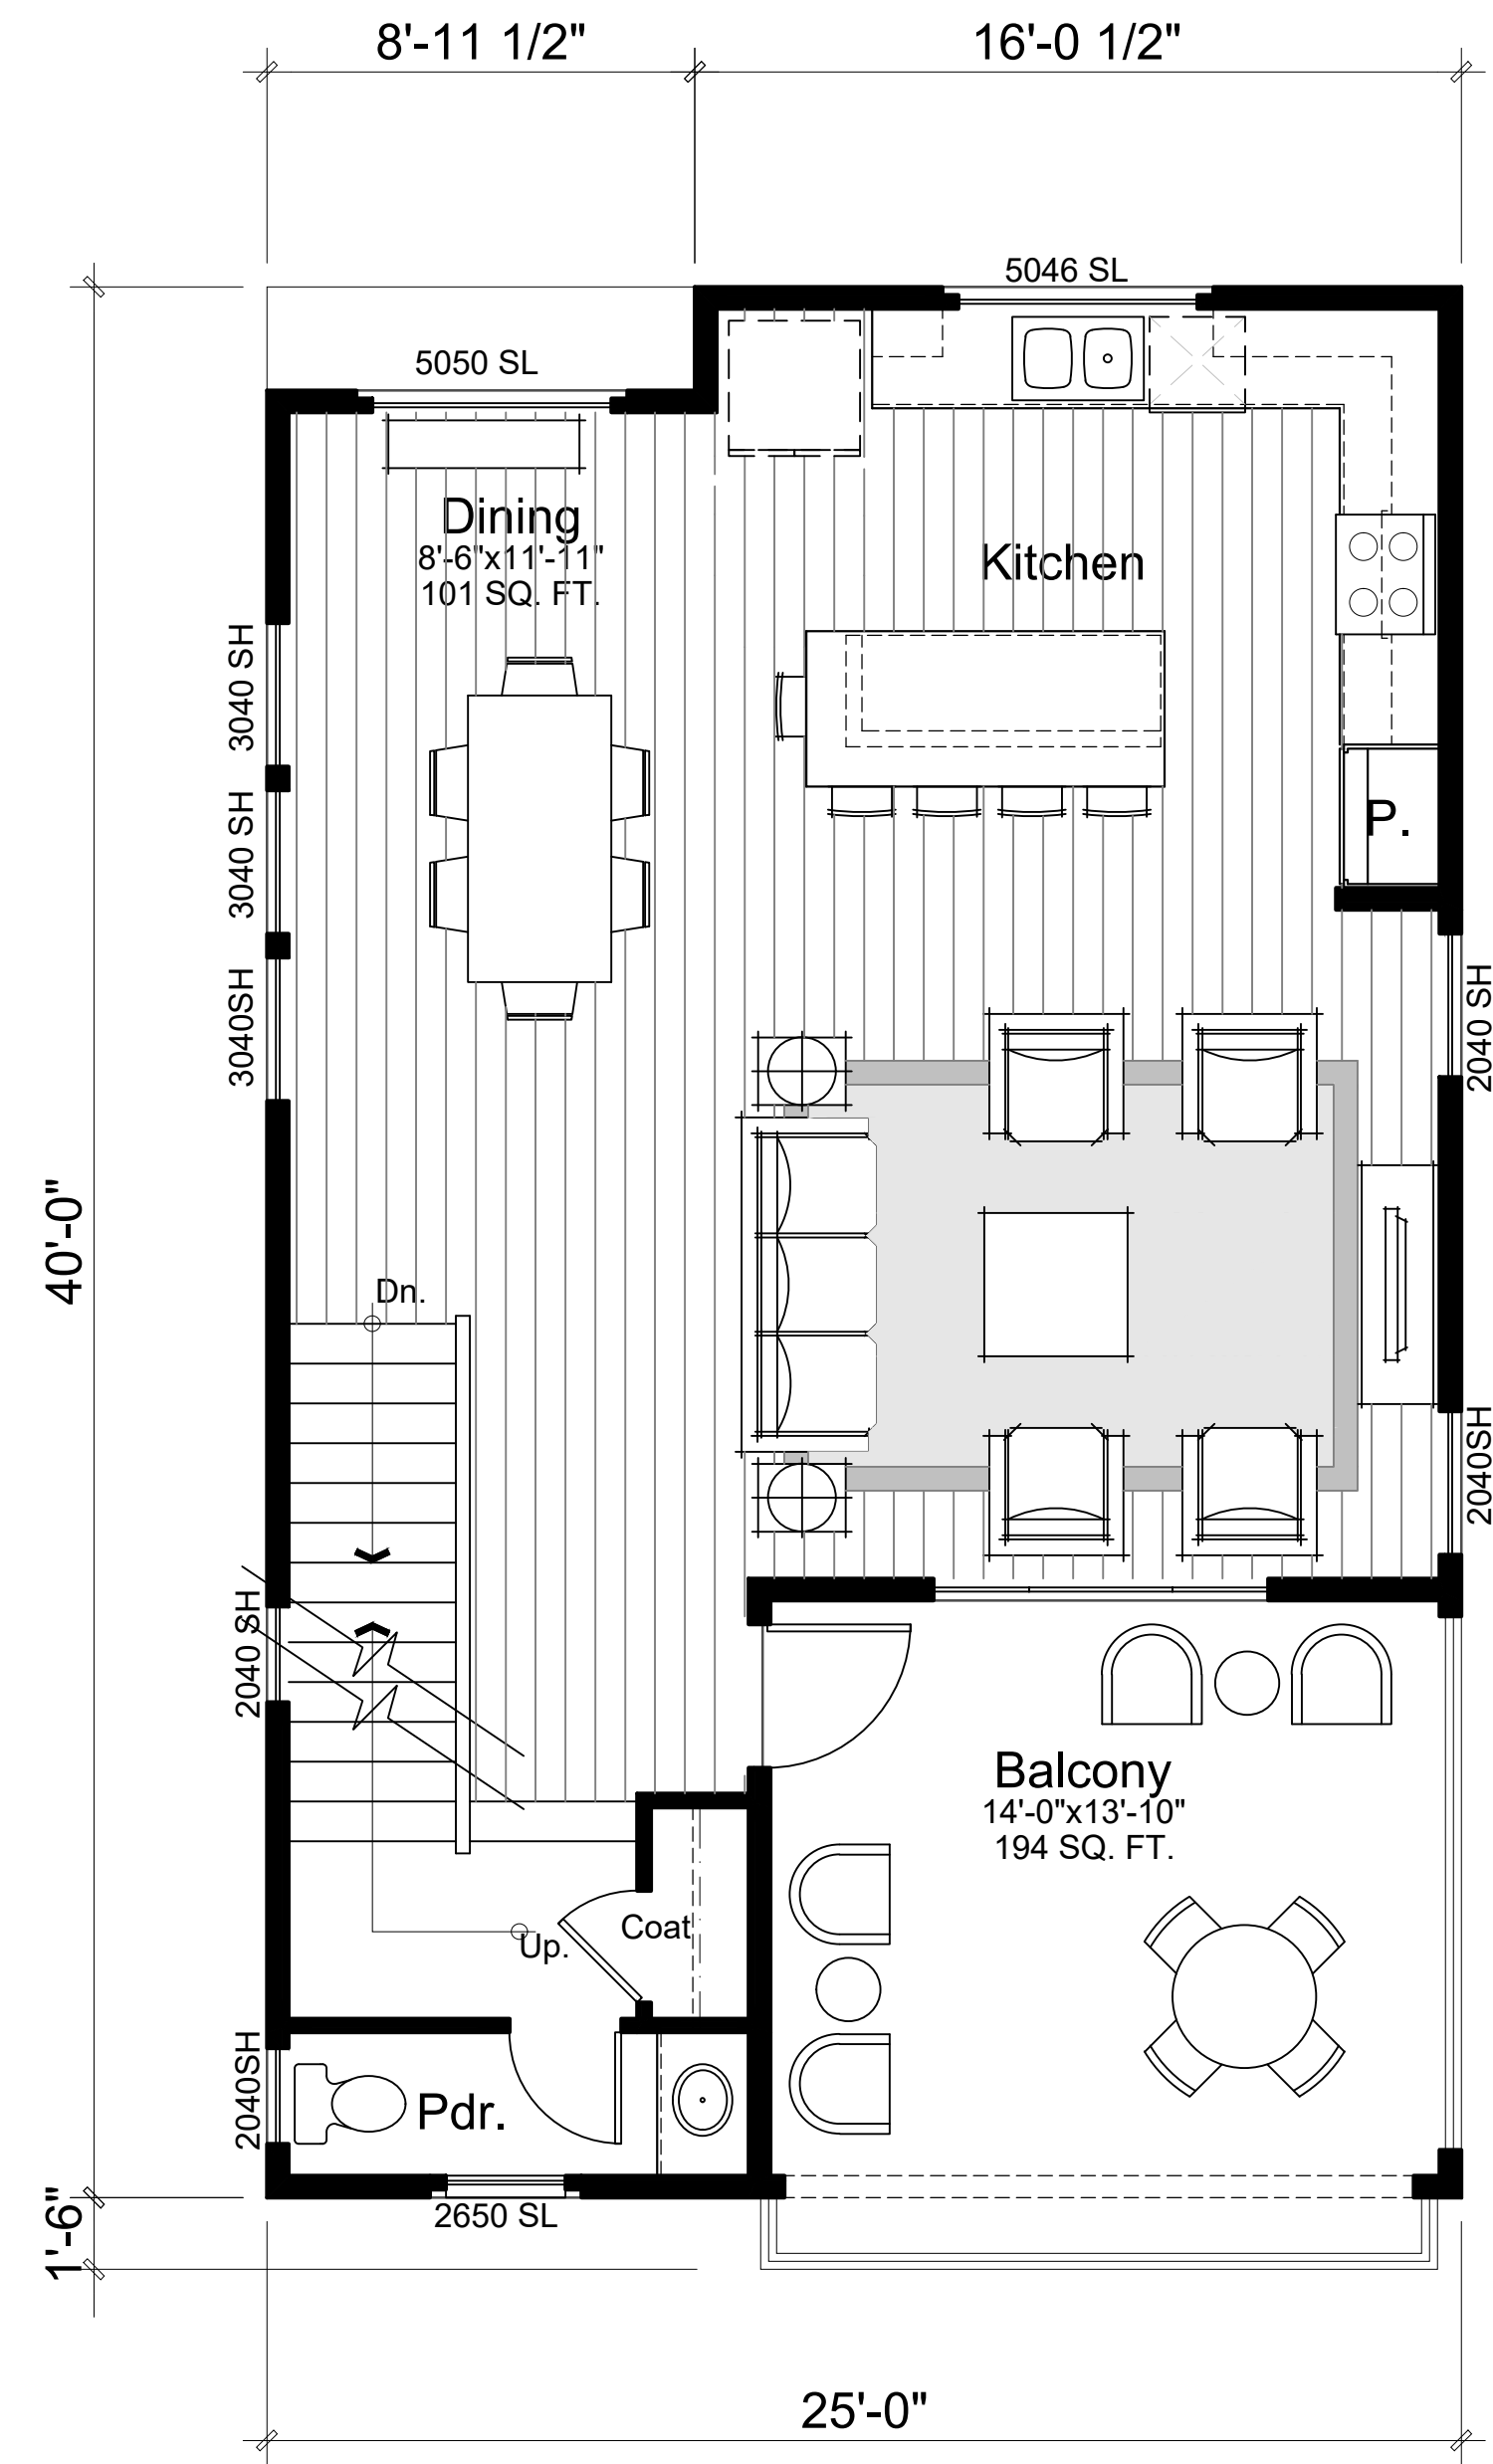 8'-11 1/2"
16'-0 1/2"
5046 SL
5050 SL
Dining
8'-6"x11'-11"
101 SQ. FT.
Kitchen
3040 SH
3040 SH
P.
3040SH
2040 SH
40'-0"
Dn.
2040SH
2040 SH
Balcony
14'-0"x13'-10"
194 SQ. FT.
Coat
Up.
2040SH
Pdr.
1'-6"
2650 SL
25'-0"